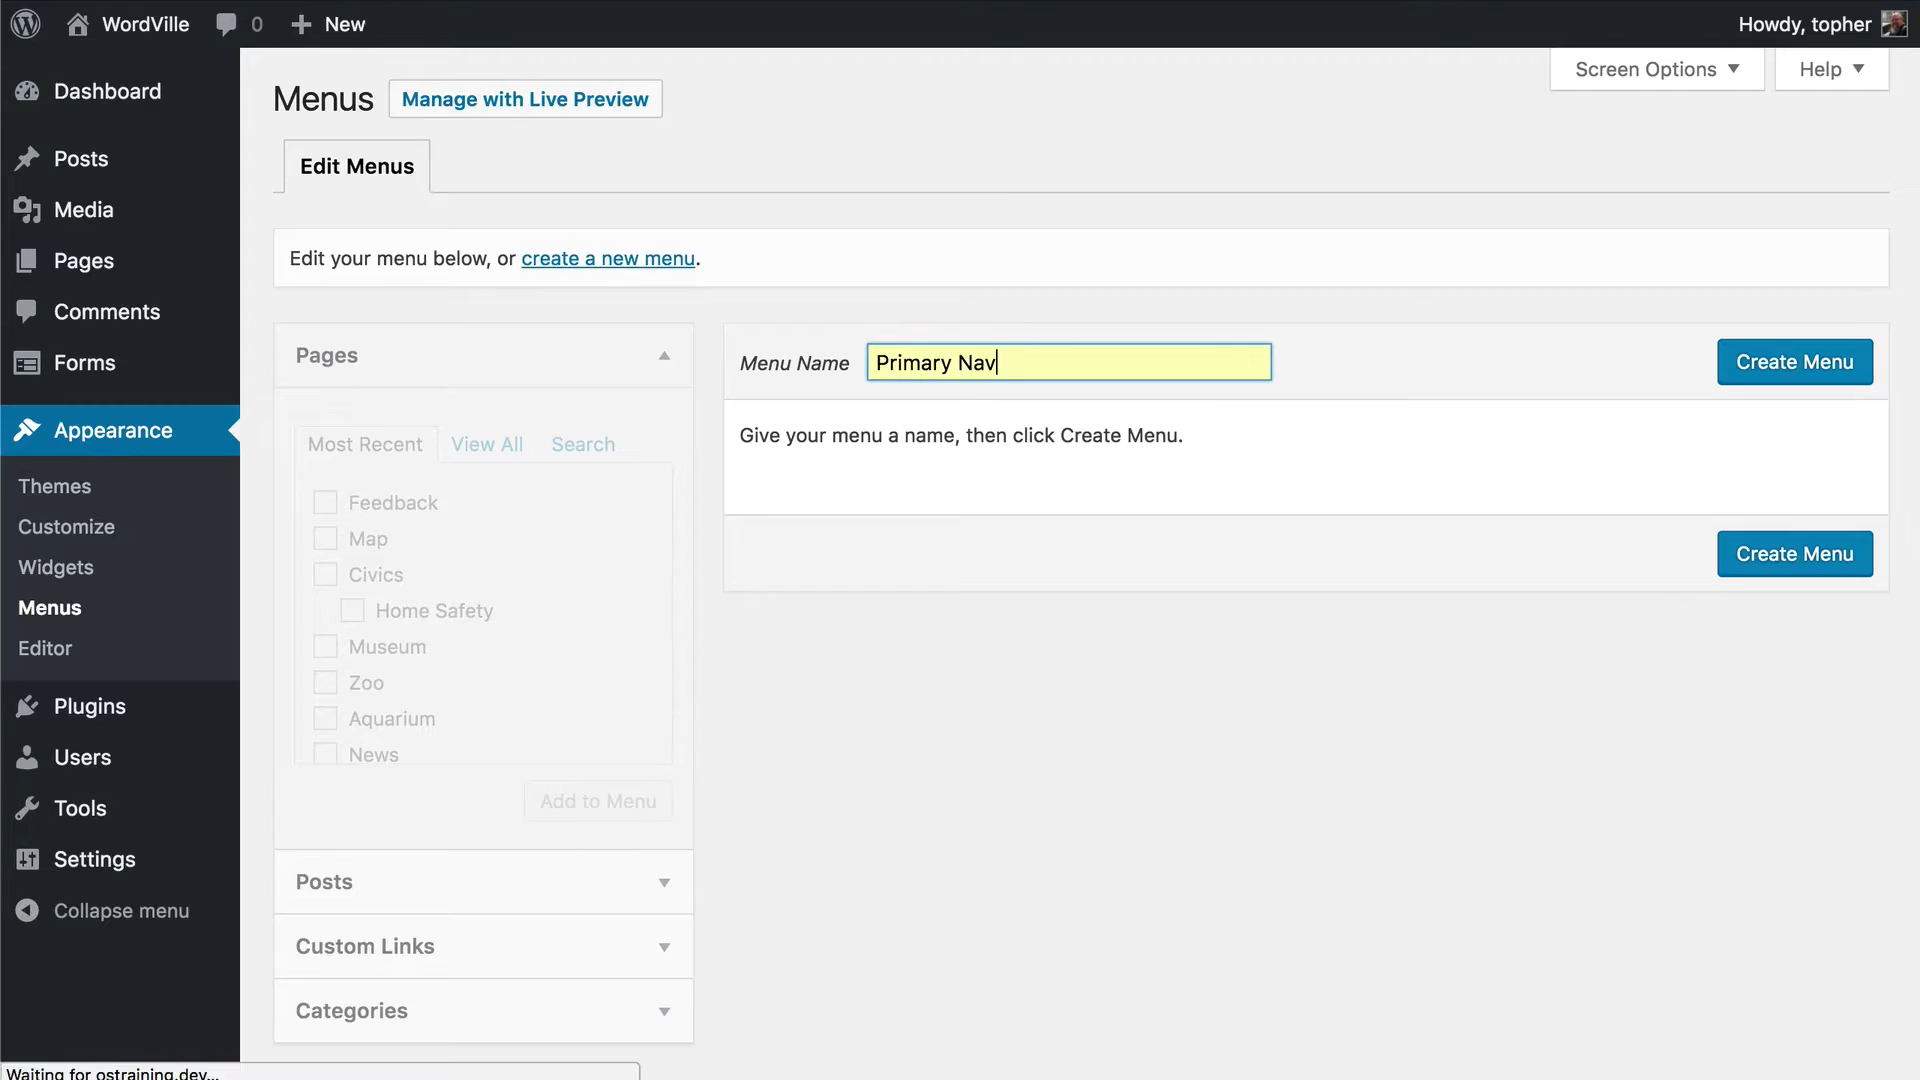 WordVille
0
New
Howdy, topher
Dashboard
Posts
Media
Pages
Comments
Forms
Appearance
Themes
Customize
Widgets
Menus
Editor
Plugins
Users
Tools
Settings
Collapse menu
Screen Options
Help
Menus
Manage with Live Preview
Edit Menus
Edit your menu below, or create a new menu.
Pages
Most Recent
View All
Search
Feedback
Map
Civics
Home Safety
Museum
Zoo
Aquarium
News
Add to Menu
Posts
Custom Links
Categories
Menu Name
Primary Nav
Create Menu
Give your menu a name, then click Create Menu.
Create Menu
Waiting for ostraining.dev...